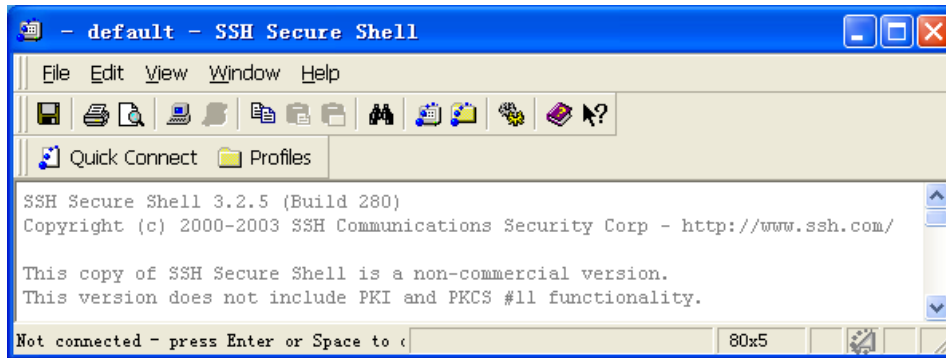 - default - SSH Secure Shell
File Edit View Window Help
Quick Connect Profiles
SSH Secure Shell 3.2.5 (Build 280)
Copyright (c) 2000-2003 SSH Communications Security Corp - http://www.ssh.com/
This copy of SSH Secure Shell is a non-commercial version.
This version does not include PKI and PKCS #11 functionality.
Not connected - press Enter or Space to c
80x5